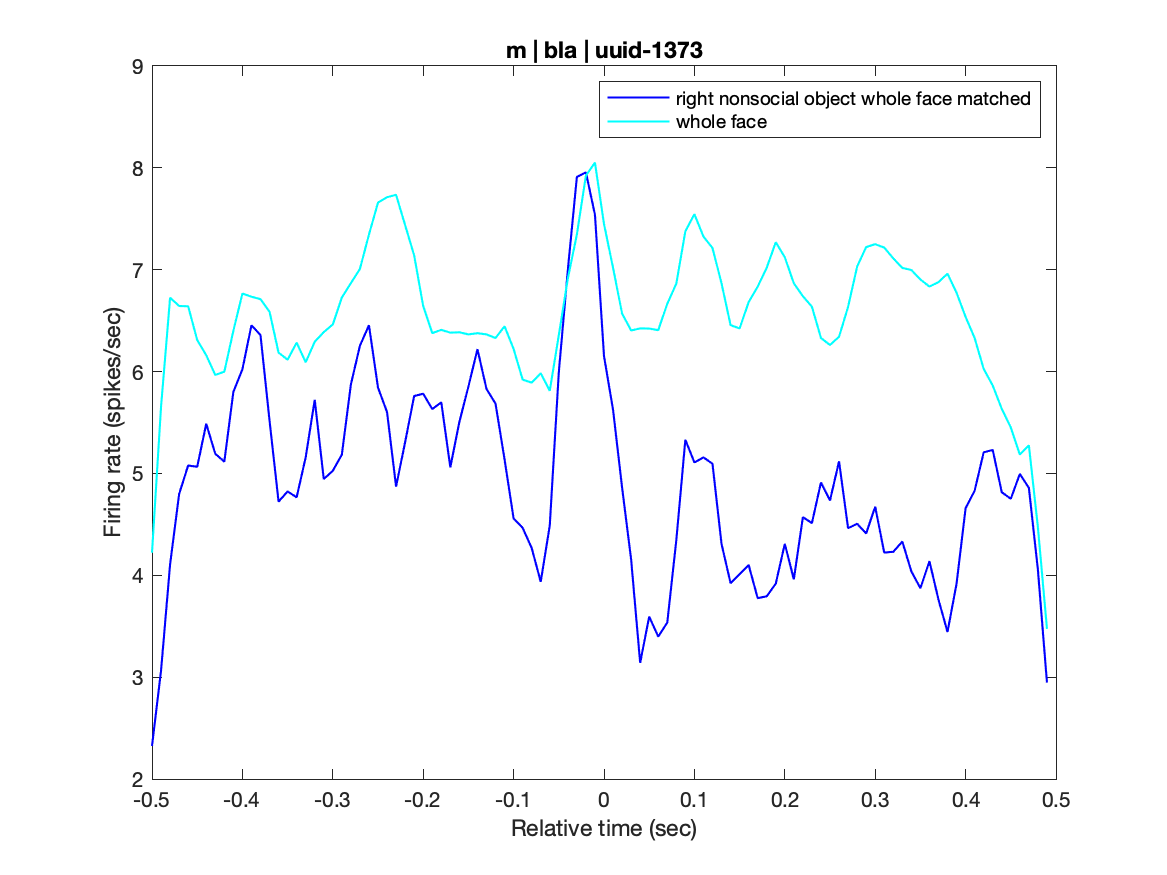 m | bla | uuid-1373
right nonsocial object whole face matched
whole face
9
8
7
6
5
4
3
2
Firing rate (spikes/sec)
-0.5 -0.4 -0.3 -0.2 -0.1 0 0.1 0.2 0.3 0.4 0.5
Relative time (sec)